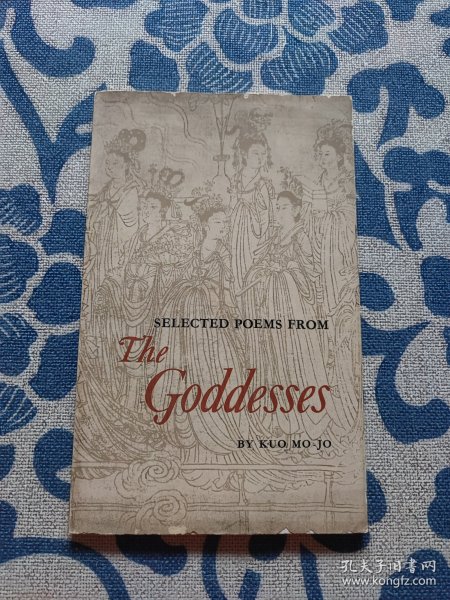 SELECTED POEMS FROM
The
Goddesses
BY KUO MO-JO
孔夫子旧书网
www.kongfz.com